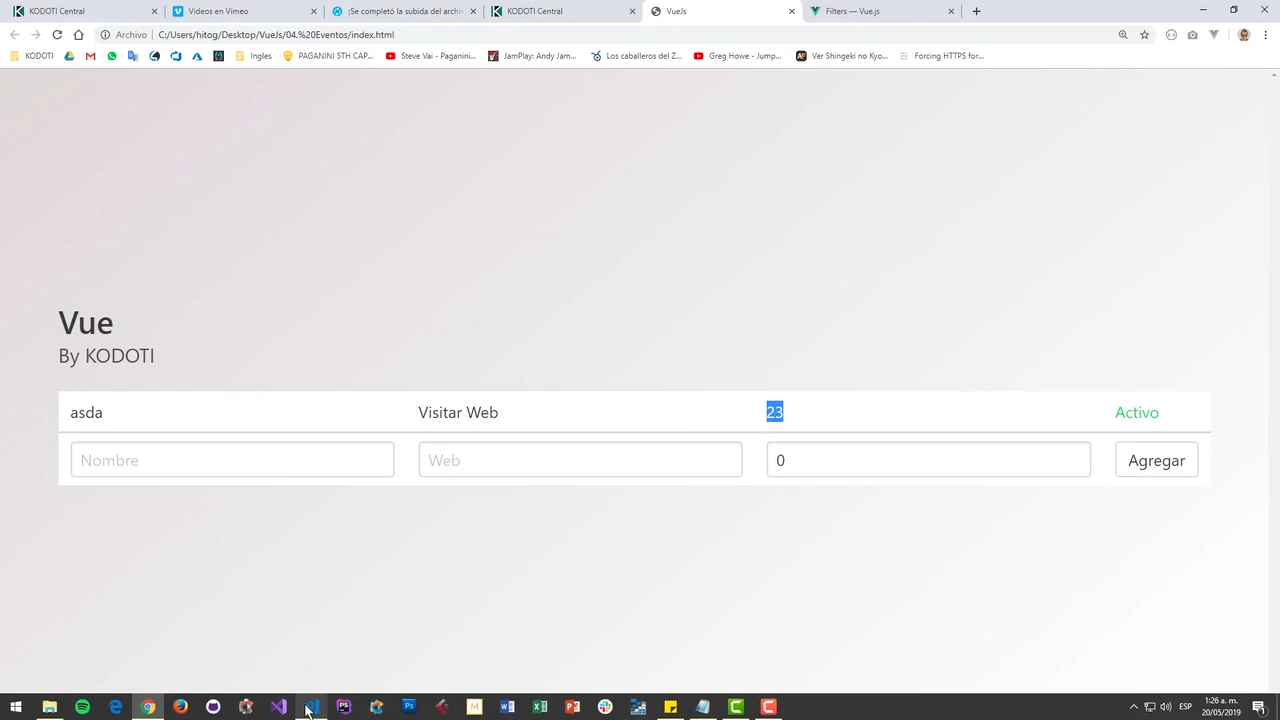 KODOTI Central
Videos en Vimeo
¡Se completó la subida del archi
KODOTI Central
VueJs
Filters — Vue.js
Archivo
C:/Users/hitog/Desktop/VueJs/04.%20Eventos/index.html
KODOTI
Ingles
PAGANINI 5TH CAP...
Steve Vai - Paganini...
JamPlay: Andy Jam...
Los caballeros del Z...
Greg Howe - Jump...
Ver Shingeki no Kyo...
Forcing HTTPS for...
Vue
By KODOTI
asda
Visitar Web
23
Activo
Nombre
Web
0
Agregar
ESP
1:26 a. m.
20/05/2019